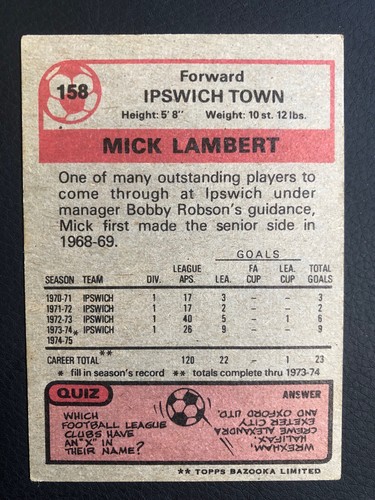 158
Forward
IPSWICH TOWN
Height: 5' 8" Weight: 10 st. 12 lbs.
MICK LAMBERT
One of many outstanding players to
come through at Ipswich under
manager Bobby Robson's guidance,
Mick first made the senior side in
1968-69.
GOALS
LEAGUE FA LEA. TOTAL
SEASON TEAM DIV. APS. LEA. CUP CUP GOALS
1970-71 IPSWICH 1 17 3 – – 3
1971-72 IPSWICH 1 17 2 – – 2
1972-73 IPSWICH 1 40 5 – 1 6
1973-74 IPSWICH 1 26 9 – – 9
1974-75 *
CAREER TOTAL ** 120 22 – 1 23
* fill in season's record ** totals complete thru 1973-74
QUIZ
WHICH
FOOTBALL LEAGUE
CLUBS HAVE
AN "X" IN
THEIR NAME?
ANSWER
WREXHAM,
HALIFAX,
CREWE ALEXANDRA
EXETER CITY
AND OXFORD UTD.
** TOPPS BAZOOKA LIMITED